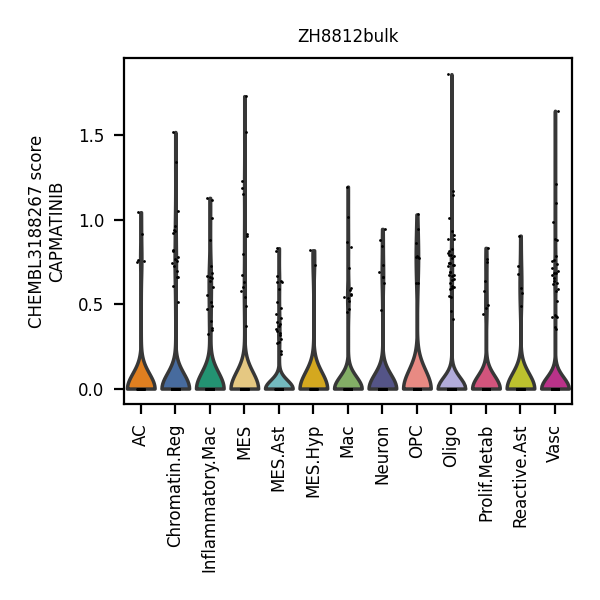 ZH8812bulk
CHEMBL3188267 score
CAPMATINIB
1.5
1.0
0.5
0.0
AC
Chromatin.Reg
Inflammatory.Mac
MES
MES.Ast
MES.Hyp
Mac
Neuron
OPC
Oligo
Prolif.Metab
Reactive.Ast
Vasc